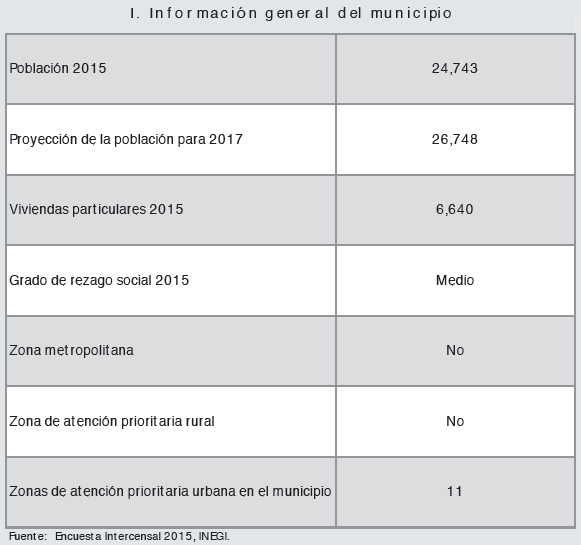 I. Información general del municipio
Población 2015 24,743
Proyección de la población para 2017 26,748
Viviendas particulares 2015 6,640
Grado de rezago social 2015 Medio
Zona metropolitana No
Zona de atención prioritaria rural No
Zonas de atención prioritaria urbana en el municipio 11
Fuente: Encuesta Intercensal 2015, INEGI.